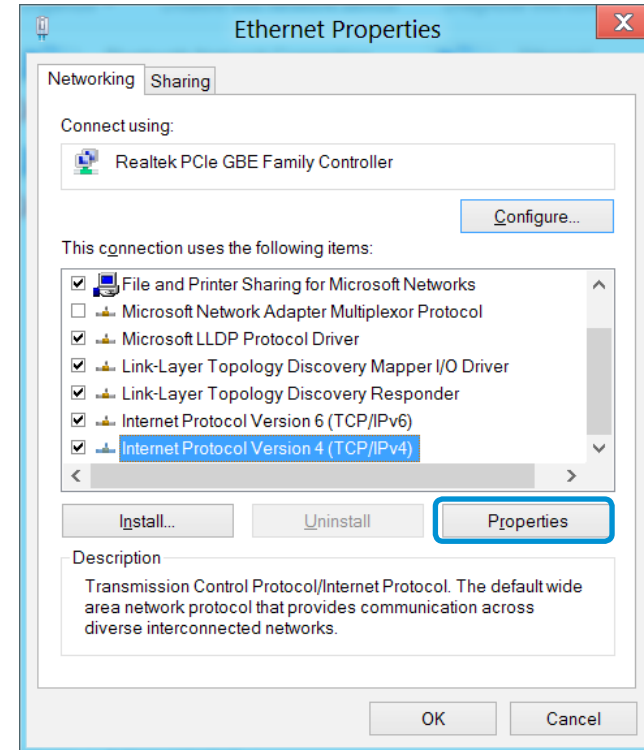 Ethernet Properties
X
Networking
Sharing
Connect using:
Realtek PCIe GBE Family Controller
Configure...
This connection uses the following items:
File and Printer Sharing for Microsoft Networks
Microsoft Network Adapter Multiplexor Protocol
Microsoft LLDP Protocol Driver
Link-Layer Topology Discovery Mapper I/O Driver
Link-Layer Topology Discovery Responder
Internet Protocol Version 6 (TCP/IPv6)
Internet Protocol Version 4 (TCP/IPv4)
Install...
Uninstall
Properties
Description
Transmission Control Protocol/Internet Protocol. The default wide
area network protocol that provides communication across
diverse interconnected networks.
OK
Cancel